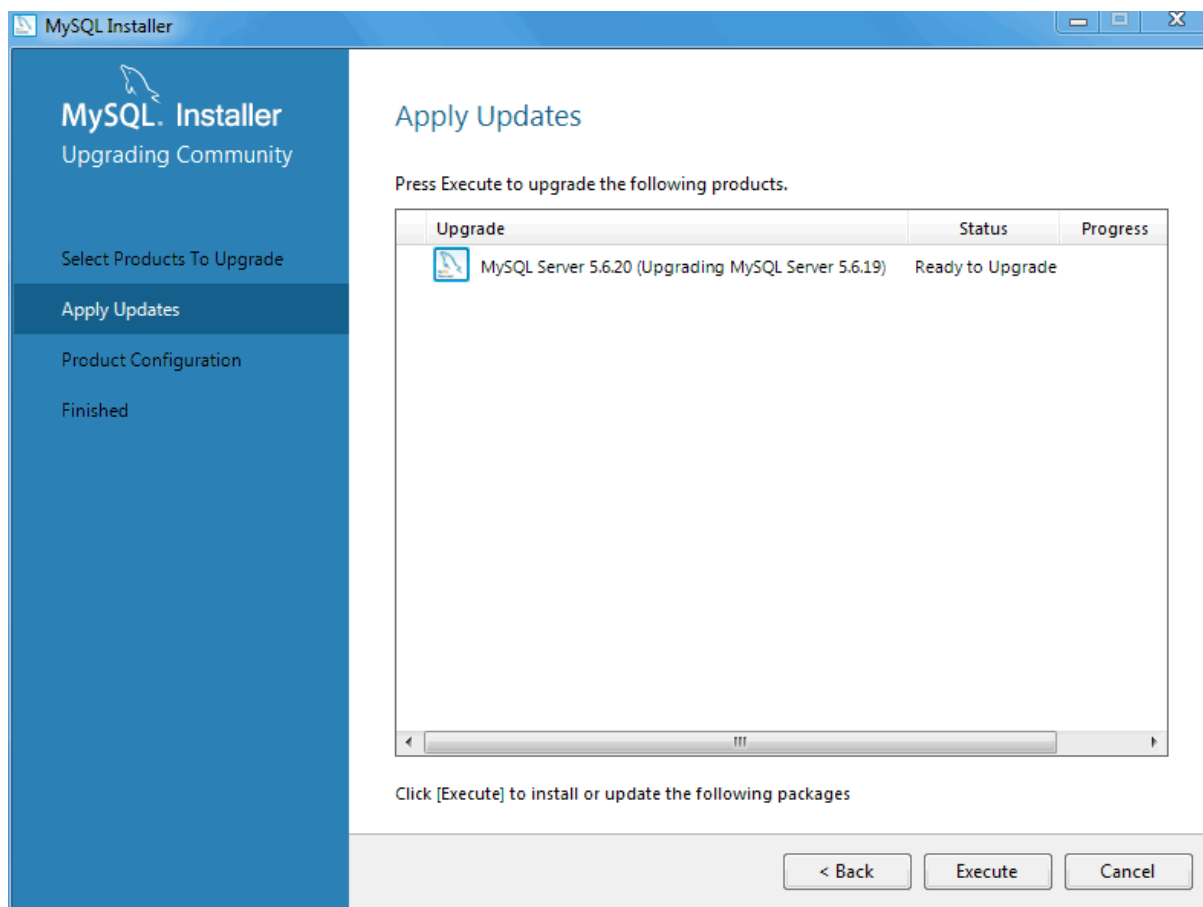 MySQL Installer
MySQL. Installer
Upgrading Community
Select Products To Upgrade
Apply Updates
Product Configuration
Finished
Apply Updates
Press Execute to upgrade the following products.
Upgrade Status Progress
MySQL Server 5.6.20 (Upgrading MySQL Server 5.6.19) Ready to Upgrade
Click [Execute] to install or update the following packages
< Back Execute Cancel